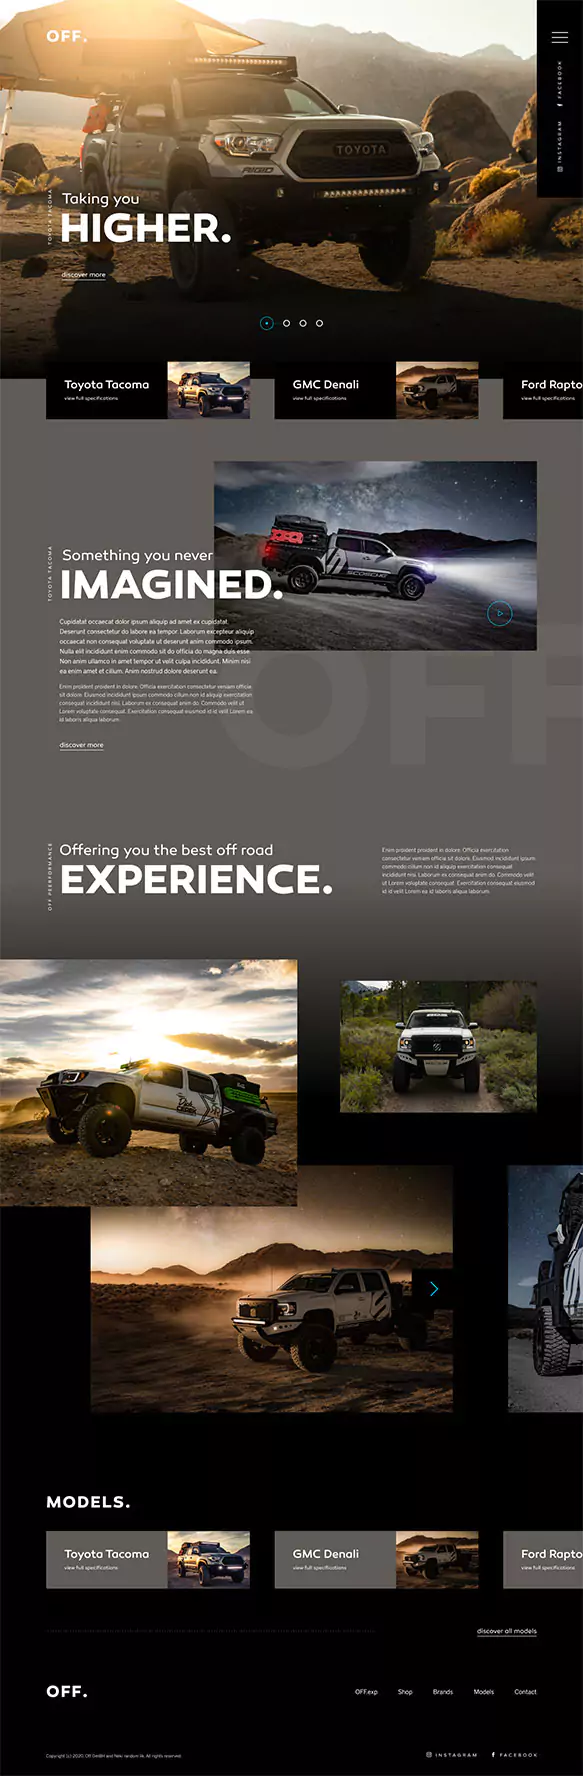 OFF.
FACEBOOK
INSTAGRAM
TOYOTA
RIGID
TOYOTA TACOMA
Taking you
HIGHER.
discover more
Toyota Tacoma
view full specifications
GMC Denali
view full specifications
Ford Rapto
view full specifications
TOYOTA TACOMA
Something you never
IMAGINED.
SCOSCHE
Cupidatat occaecat dolor ipsum aliquip ad amet ex cupidatat.
Deserunt consectetur do labore ea tempor. Laborum excepteur aliquip
occaecat non consequat voluptate ut deserunt anim commodo ipsum.
Nulla elit incididunt enim commodo sit do officia do magna duis esse.
Non anim ullamco in amet tempor ut velit culpa incididunt. Minim nisi
ea enim amet et cillum. Anim nostrud dolore deserunt ea.
Enim proident proident in dolore. Officia exercitation consectetur veniam officia
sit dolor. Eiusmod incididunt ipsum commodo cillum non id aliquip exercitation
consequat incididunt nisi. Laborum ex consequat anim do. Commodo velit ut
Lorem voluptate consequat. Exercitation consequat eiusmod id id velit Lorem ea
id laboris aliqua laborum.
discover more
OFF
OFF PERFORMANCE
Offering you the best off road
EXPERIENCE.
Enim proident proident in dolore. Officia exercitation
consectetur veniam officia sit dolore. Eiusmod incididunt ipsum
commodo cillum non id aliquip exercitation consequat
incididunt nisi. Laborum ex consequat anim do. Commodo velit
ut Lorem voluptate consequat. Exercitation consequat eiusmod
id id velit Lorem ea id laboris aliqua laborum.
MODELS.
Toyota Tacoma
view full specifications
GMC Denali
view full specifications
Ford Rapto
view full specifications
discover all models
OFF.
OFF.exp
Shop
Brands
Models
Contact
Copyright (c) 2020, Off GmBH and Nike random llk. All rights reserved.
INSTAGRAM
FACEBOOK